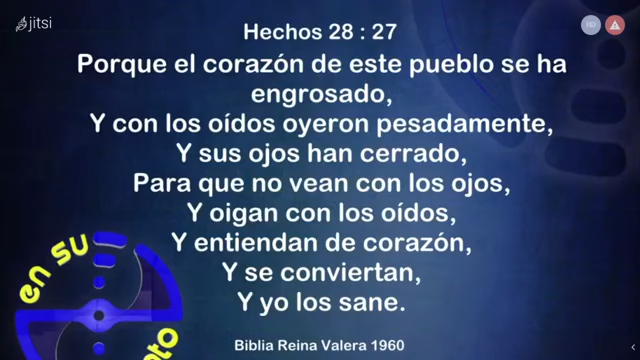 jitsi
HD
Hechos 28 : 27
Porque el corazón de este pueblo se ha
engrosado,
Y con los oídos oyeron pesadamente,
Y sus ojos han cerrado,
Para que no vean con los ojos,
Y oigan con los oídos,
Y entiendan de corazón,
Y se conviertan,
Y yo los sane.
en su
Biblia Reina Valera 1960